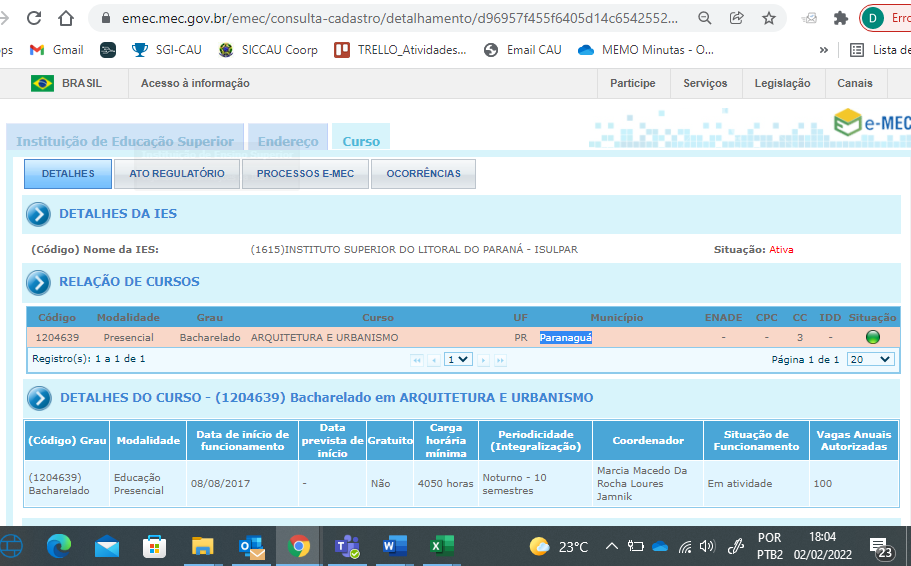 emec.mec.gov.br/emec/consulta-cadastro/detalhamento/d96957f455f6405d14c6542552...
D Erro
ps Gmail SGI-CAU SICCAU Coorp TRELLO_Atividades... Email CAU MEMO Minutas - O... » Lista de
BRASIL Acesso à informação Participe Serviços Legislação Canais
e-MEC
Instituição de Educação Superior Endereço Curso
DETALHES ATO REGULATÓRIO PROCESSOS E-MEC OCORRÊNCIAS
DETALHES DA IES
(Código) Nome da IES: (1615)INSTITUTO SUPERIOR DO LITORAL DO PARANÁ - ISULPAR Situação: Ativa
RELAÇÃO DE CURSOS
Código Modalidade Grau Curso UF Município ENADE CPC CC IDD Situação
1204639 Presencial Bacharelado ARQUITETURA E URBANISMO PR Paranaguá - - 3 -
Registro(s): 1 a 1 de 1 1 Página 1 de 1 20
DETALHES DO CURSO - (1204639) Bacharelado em ARQUITETURA E URBANISMO
(Código) Grau Modalidade Data de início de funcionamento Data prevista de início Gratuito Carga horária mínima Periodicidade (Integralização) Coordenador Situação de Funcionamento Vagas Anuais Autorizadas
(1204639) Bacharelado Educação Presencial 08/08/2017 - Não 4050 horas Noturno - 10 semestres Marcia Macedo Da Rocha Loures Jamnik Em atividade 100
23°C POR PTB2 18:04 02/02/2022 23